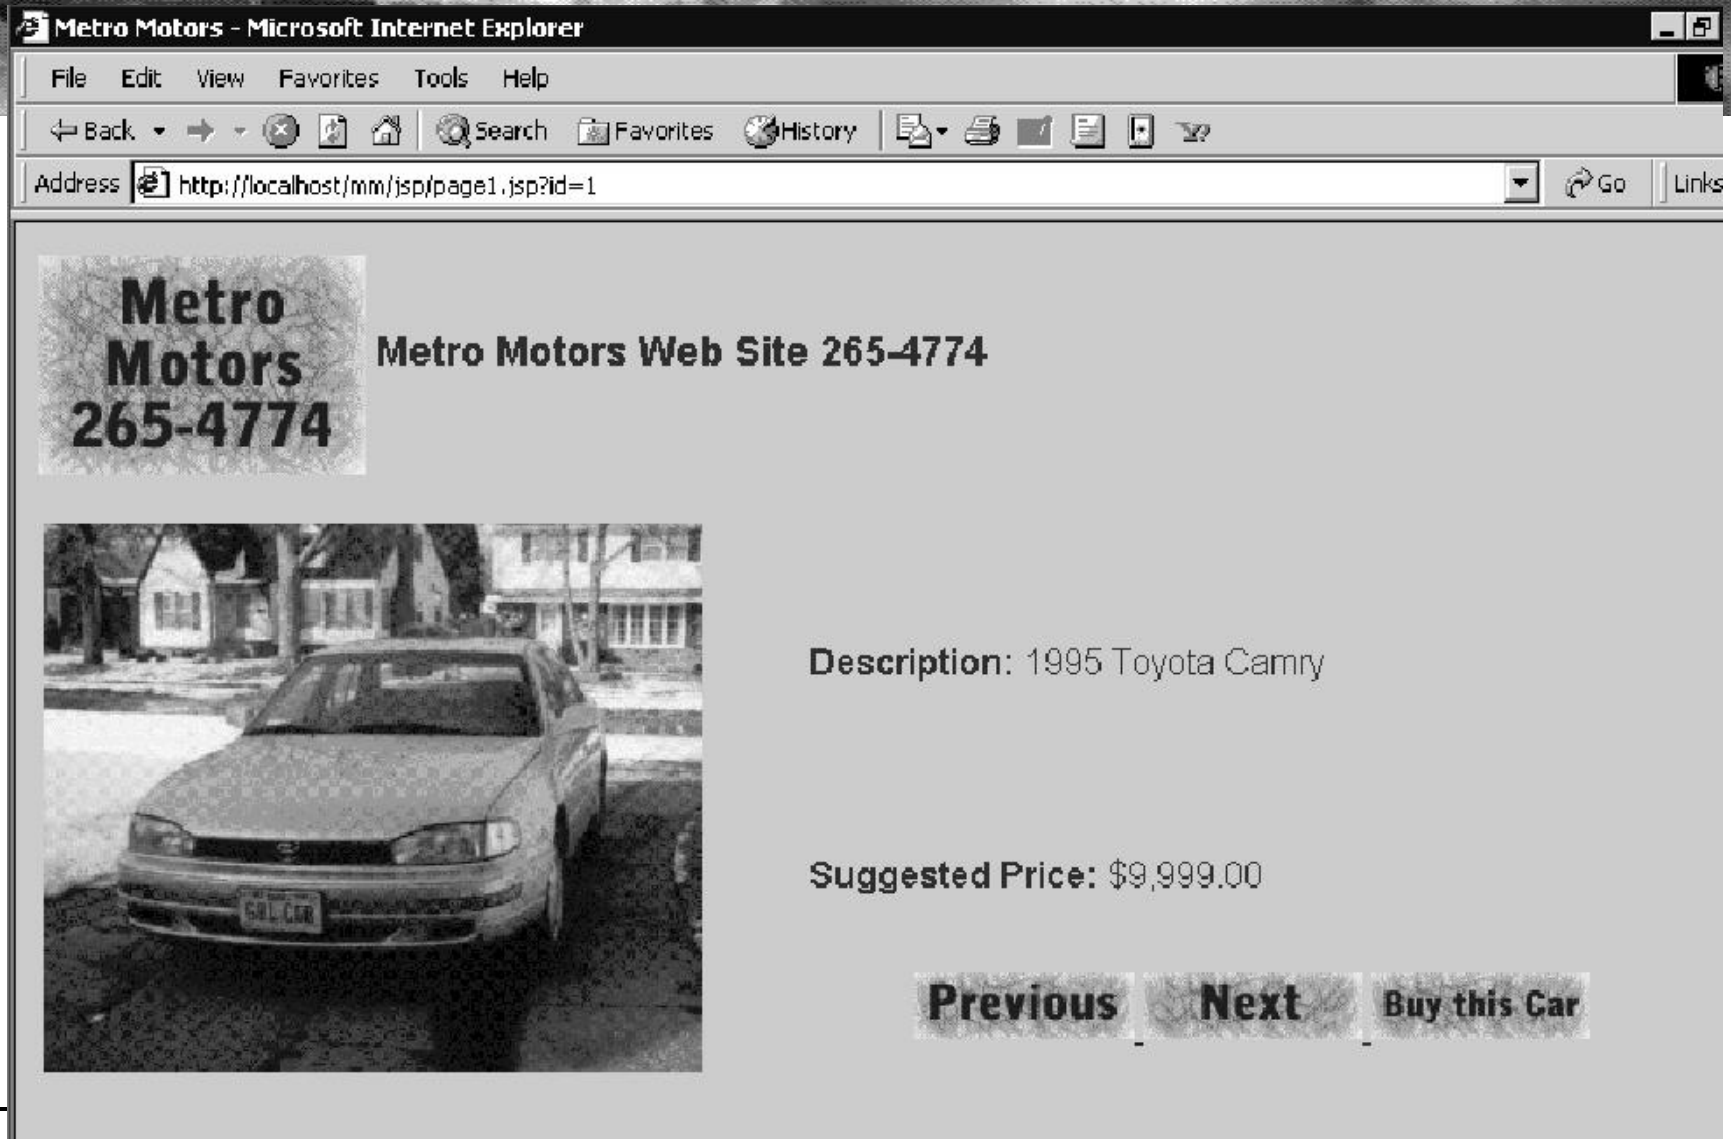 Metro Motors - Microsoft Internet Explorer
File Edit View Favorites Tools Help
Back Search Favorites History
Address http://localhost/mm/jsp/page1.jsp?id=1 Go Links
Metro
Motors
265-4774
Metro Motors Web Site 265-4774
Description: 1995 Toyota Camry
Suggested Price: $9,999.00
Previous Next Buy this Car